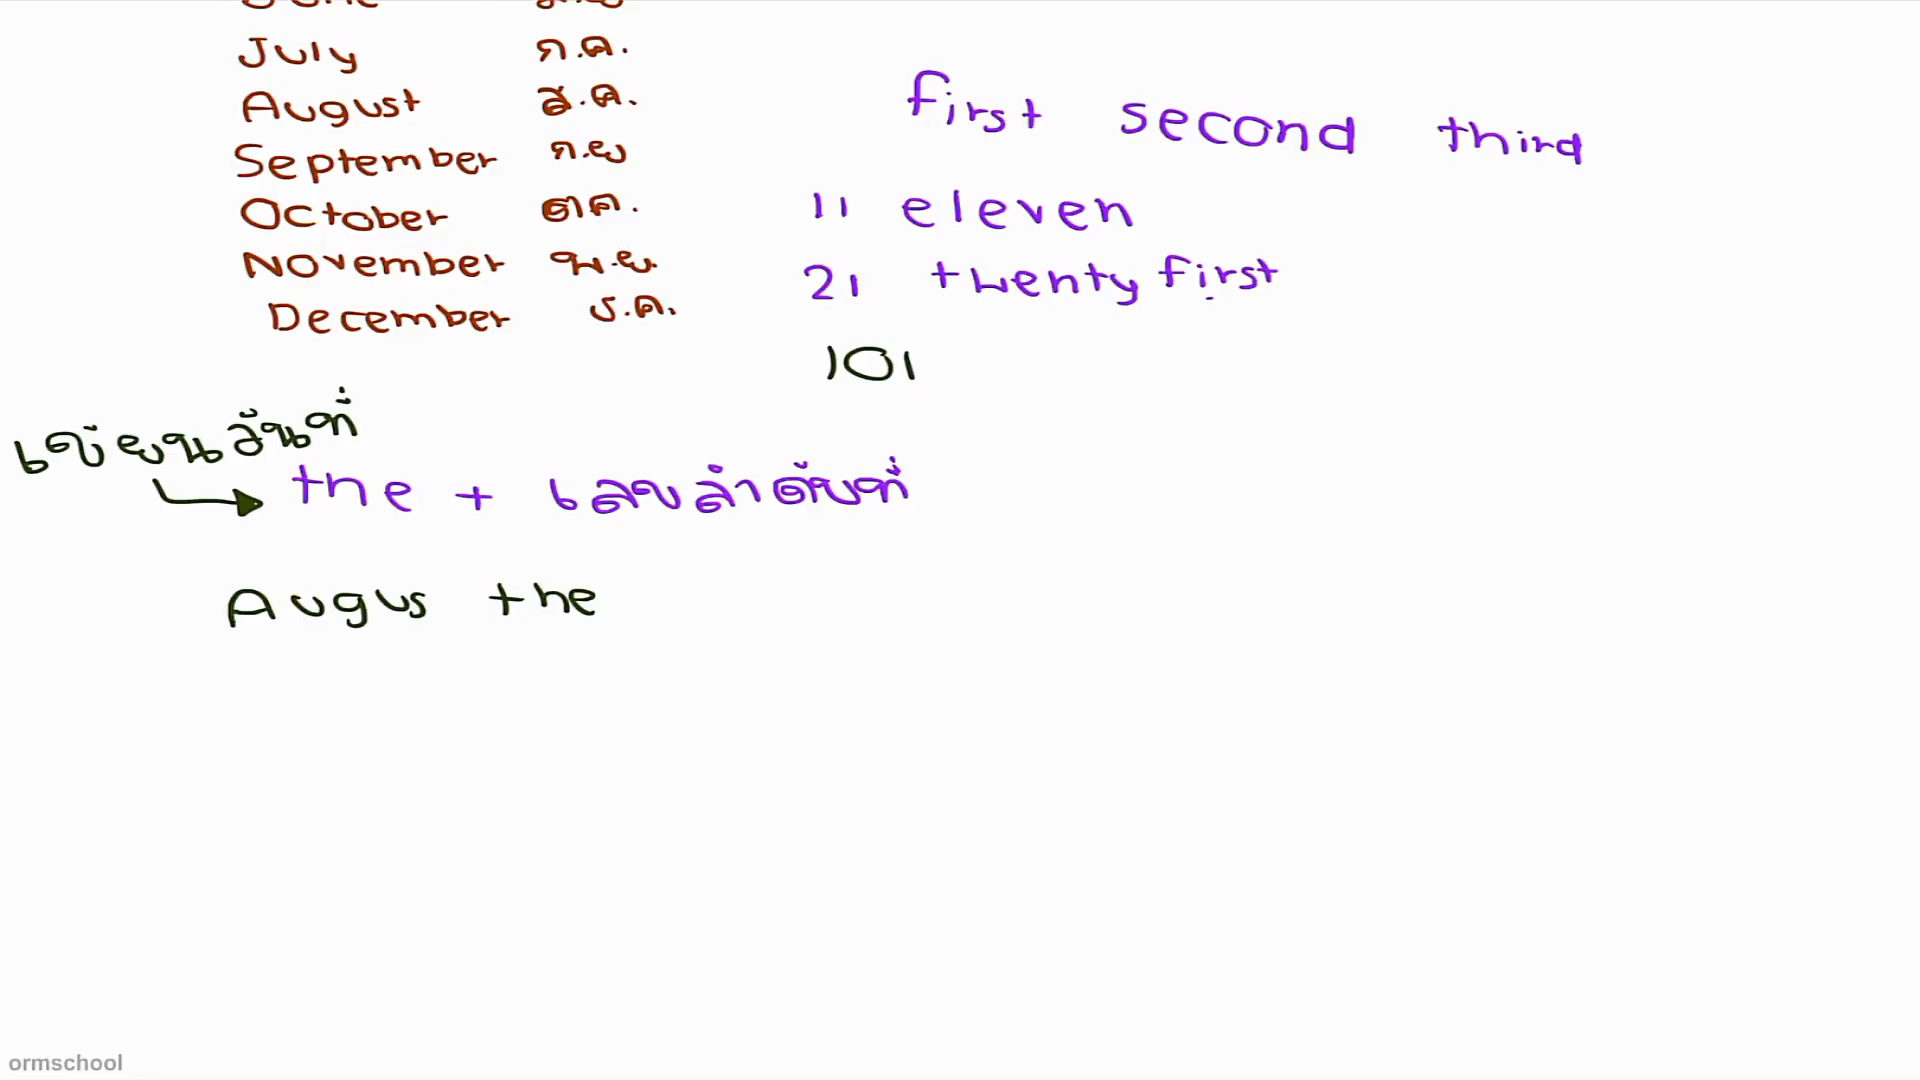 July ก.ค.
August ส.ค.
September ก.ย
October ตค.
November พ.ย.
December ธ.ค.
first second third
11 eleven
21 twenty first
101
เขียนวันที่
the + เลขลำดับที่
Augus the
ormschool